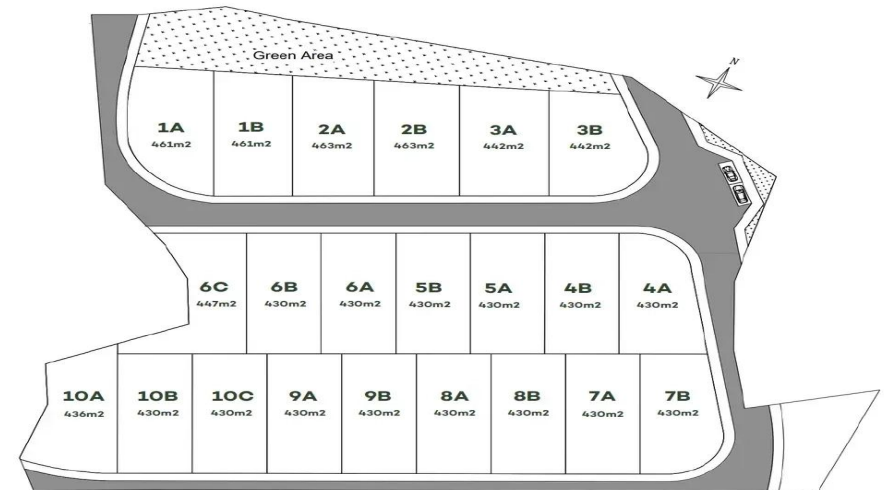 N
Green Area
1A 1B 2A 2B 3A 3B
461m2 461m2 463m2 463m2 442m2 442m2
6C 6B 6A 5B 5A 4B 4A
447m2 430m2 430m2 430m2 430m2 430m2 430m2
10A 10B 10C 9A 9B 8A 8B 7A 7B
436m2 430m2 430m2 430m2 430m2 430m2 430m2 430m2 430m2